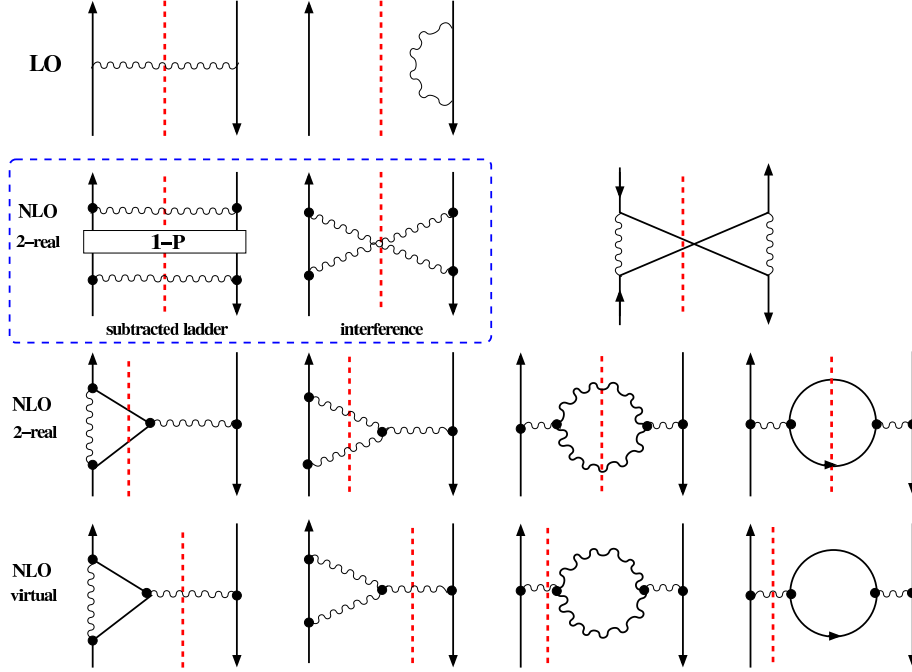 LO
NLO
2−real
1−P
subtracted ladder
interference
NLO
2−real
NLO
virtual